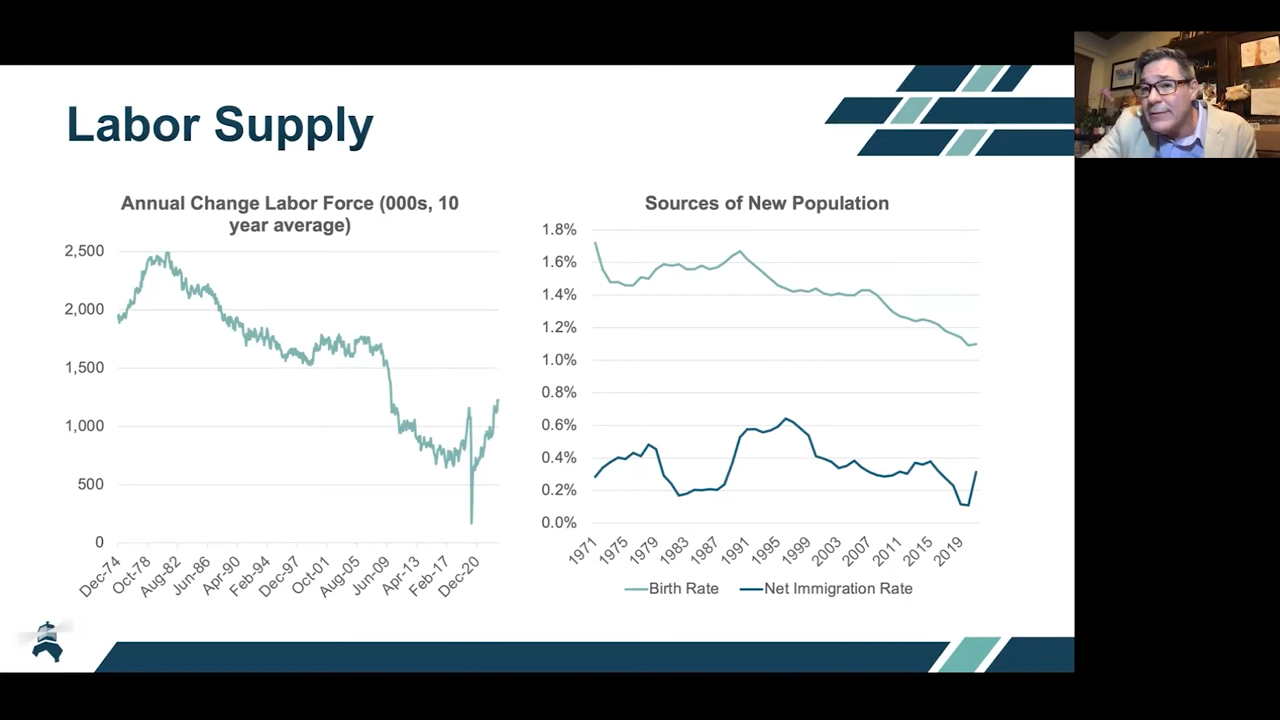 Labor Supply
Annual Change Labor Force (000s, 10
year average)
2,500
2,000
1,500
1,000
500
0
Dec-74
Oct-78
Aug-82
Jun-86
Apr-90
Feb-94
Dec-97
Oct-01
Aug-05
Jun-09
Apr-13
Feb-17
Dec-20
Sources of New Population
1.8%
1.6%
1.4%
1.2%
1.0%
0.8%
0.6%
0.4%
0.2%
0.0%
1971
1975
1979
1983
1987
1991
1995
1999
2003
2007
2011
2015
2019
Birth Rate
Net Immigration Rate